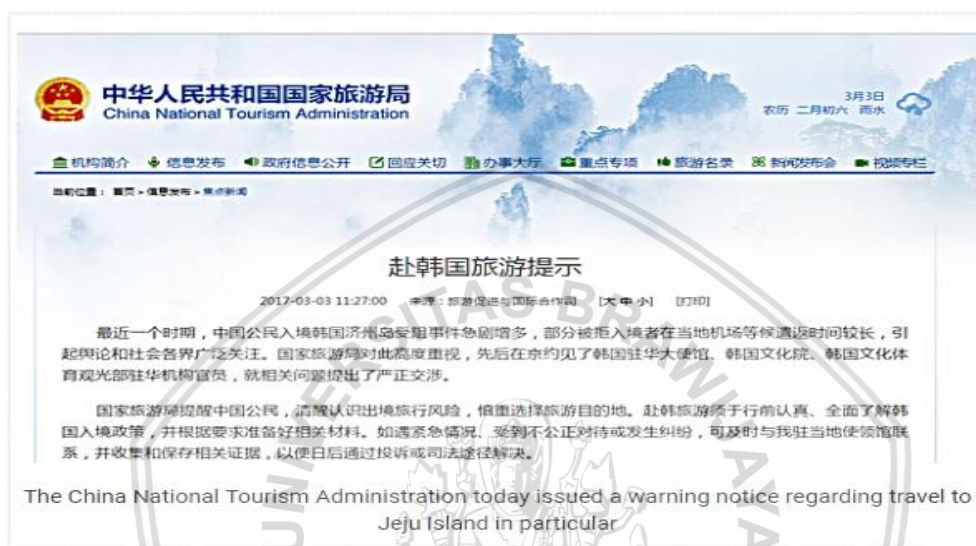 中华人民共和国国家旅游局
China National Tourism Administration
3月3日
农历 二月初六 雨水
机构简介 信息发布 政府信息公开 回应关切 办事大厅 重点专项 旅游名录 新闻发布会 视频专栏
当前位置： 首页 > 信息发布 > 焦点新闻
赴韩国旅游提示
2017-03-03 11:27:00 来源：旅游促进与国际合作司 [大 中 小] [打印]
最近一个时期，中国公民入境韩国济州岛受阻事件急剧增多，部分被拒入境者在当地机场等候遣返时间较长，引
起舆论和社会各界广泛关注。国家旅游局对此高度重视，先后在京约见了韩国驻华大使馆、韩国文化院、韩国文化体
育观光部驻华机构官员，就相关问题提出了严正交涉。
国家旅游局提醒中国公民，清醒认识出境旅行风险，慎重选择旅游目的地。赴韩旅游须于行前认真、全面了解韩
国入境政策，并根据要求准备好相关材料。如遇紧急情况、受到不公正对待或发生纠纷，可及时与我驻当地使领馆联
系，并收集和保存相关证据，以便日后通过投诉或司法途径解决。
The China National Tourism Administration today issued a warning notice regarding travel to
Jeju Island in particular
UNIVERSITAS BRAWIJAYA